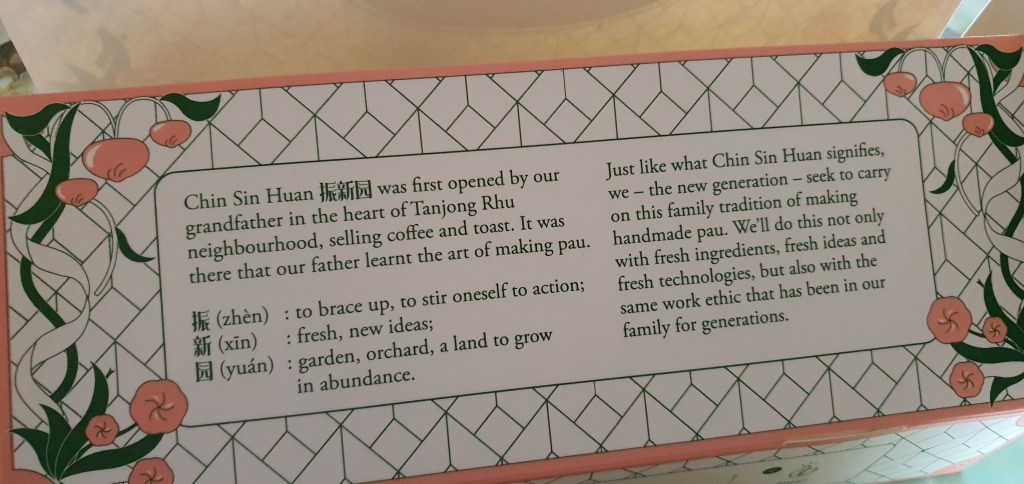 Chin Sin Huan 振新园 was first opened by our
grandfather in the heart of Tanjong Rhu
neighbourhood, selling coffee and toast. It was
there that our father learnt the art of making pau.
振 (zhèn) : to brace up, to stir oneself to action;
新 (xīn) : fresh, new ideas;
园 (yuán) : garden, orchard, a land to grow
in abundance.
Just like what Chin Sin Huan signifies,
we – the new generation – seek to carry
on this family tradition of making
handmade pau. We'll do this not only
with fresh ingredients, fresh ideas and
fresh technologies, but also with the
same work ethic that has been in our
family for generations.